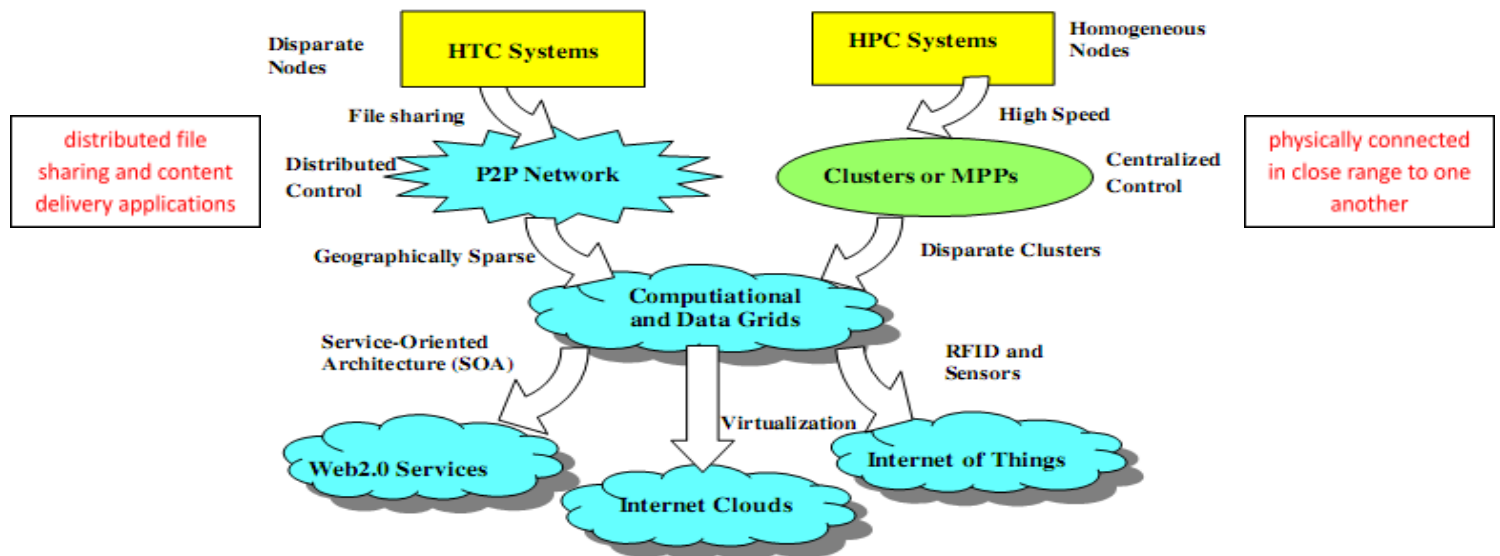 Disparate
Nodes
HTC Systems
HPC Systems
Homogeneous
Nodes
File sharing
High Speed
distributed file
sharing and content
delivery applications
Distributed
Control
P2P Network
Clusters or MPPs
Centralized
Control
physically connected
in close range to one
another
Geographically Sparse
Disparate Clusters
Computiational
and Data Grids
Service-Oriented
Architecture (SOA)
RFID and
Sensors
Virtualization
Web2.0 Services
Internet Clouds
Internet of Things